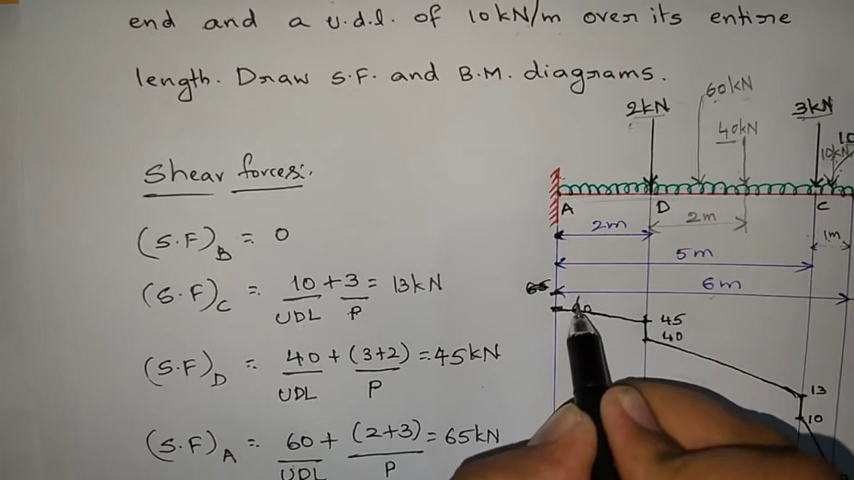 end and a u.d.l. of 10kN/m over its entire
length. Draw S.F. and B.M. diagrams.
60kN
2kN
40kN
3kN
10
10kN
Shear forces:
A
D
C
2m
2m
1m
5m
6m
(S.F)B = 0
(S.F)C = 10 + 3 = 13kN
UDL P
(S.F)D = 40 + (3+2) = 45kN
UDL P
(S.F)A = 60 + (2+3) = 65kN
UDL P
65
45
40
13
10